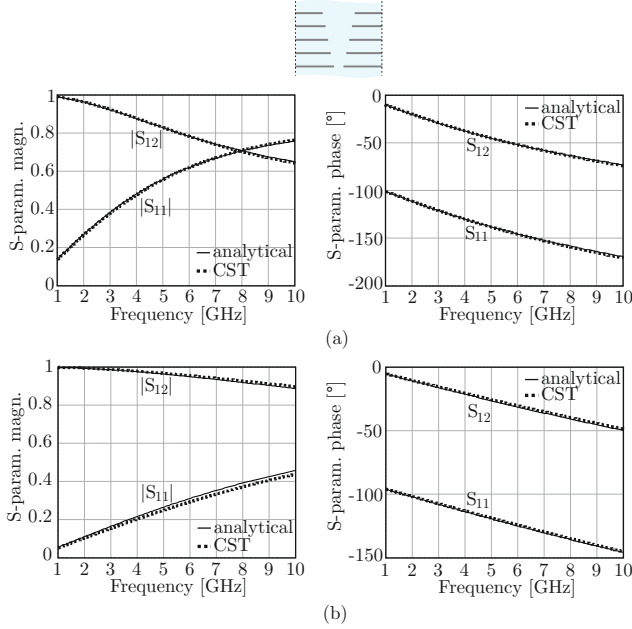 S-param. magn.
1
0.8
0.6
0.4
0.2
0
|S12|
|S11|
analytical
CST
1 2 3 4 5 6 7 8 9 10
Frequency [GHz]
S-param. phase [°]
0
-50
-100
-150
-200
analytical
CST
S12
S11
1 2 3 4 5 6 7 8 9 10
Frequency [GHz]
(a)
S-param. magn.
1
0.8
0.6
0.4
0.2
0
|S12|
|S11|
analytical
CST
1 2 3 4 5 6 7 8 9 10
Frequency [GHz]
S-param. phase [°]
0
-50
-100
-150
analytical
CST
S12
S11
1 2 3 4 5 6 7 8 9 10
Frequency [GHz]
(b)